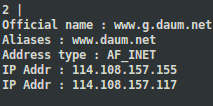 2 |
Official name : www.g.daum.net
Aliases : www.daum.net
Address type : AF_INET
IP Addr : 114.108.157.155
IP Addr : 114.108.157.117